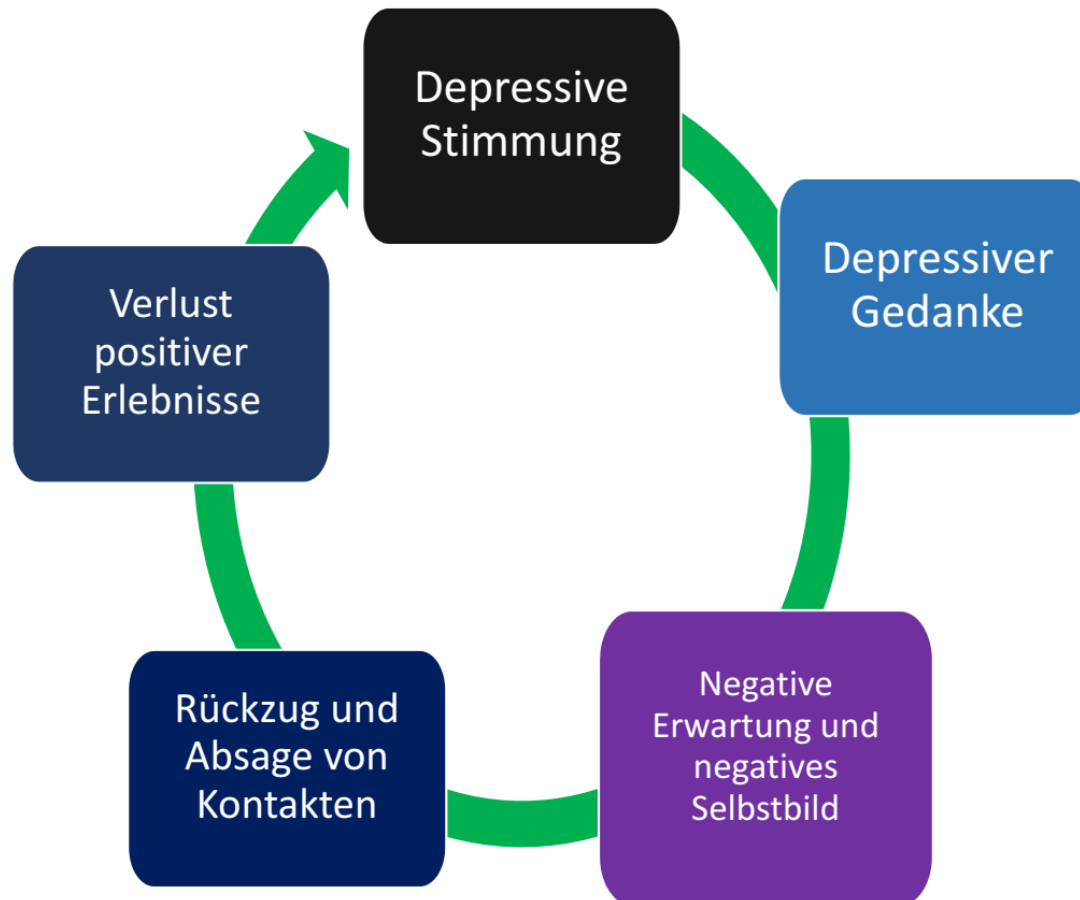 Depressive
Stimmung
Depressiver
Gedanke
Negative
Erwartung und
negatives
Selbstbild
Rückzug und
Absage von
Kontakten
Verlust
positiver
Erlebnisse